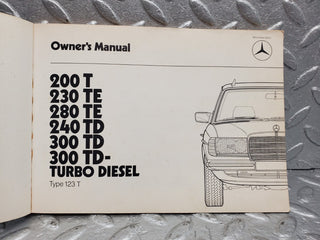 Owner's Manual
200 T
230 TE
280 TE
240 TD
300 TD
300 TD-
TURBO DIESEL
Type 123 T